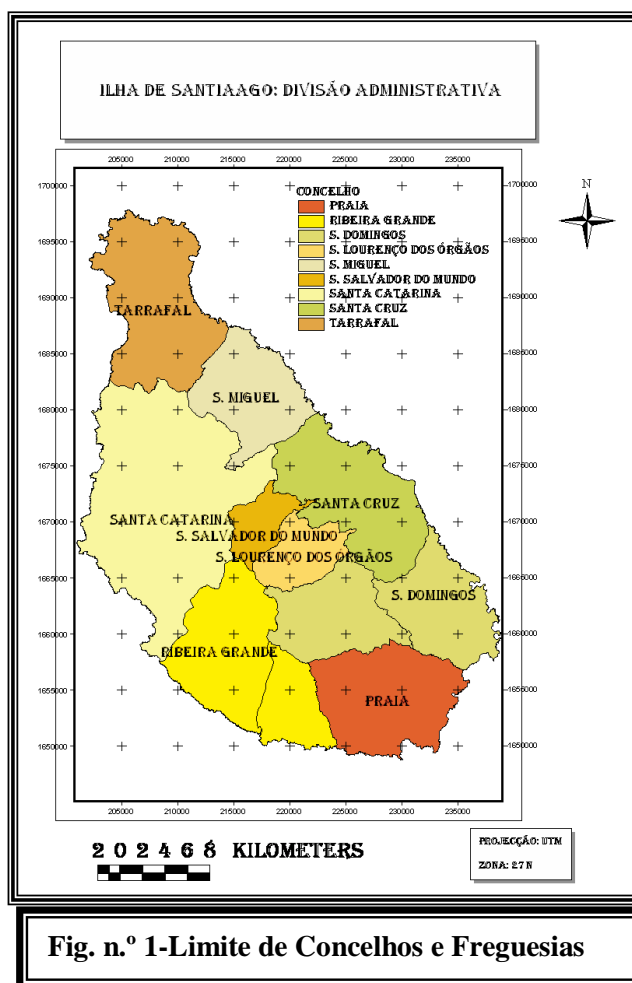 ILHA DE SANTIAAGO: DIVISÃO ADMINISTRATIVA
205000 210000 215000 220000 225000 230000 235000
1700000 1700000
N
CONCELHO
PRAIA
RIBEIRA GRANDE
S. DOMINGOS
S. LOURENÇO DOS ÓRGÃOS
S. MIGUEL
S. SALVADOR DO MUNDO
SANTA CATARINA
SANTA CRUZ
TARRAFAL
1695000 1695000
1690000 1690000
TARRAFAL
1685000 1685000
S. MIGUEL
1680000 1680000
1675000 1675000
SANTA CRUZ
SANTA CATARINA
1670000 1670000
S. SALVADOR DO MUNDO
S. LOURENÇO DOS ÓRGÃOS
1665000 1665000
S. DOMINGOS
1660000 1660000
RIBEIRA GRANDE
1655000 1655000
PRAIA
1650000 1650000
205000 210000 215000 220000 225000 230000 235000
2 0 2 4 6 8 KILOMETERS
PROJECÇÃO: UTM
ZONA: 27 N
Fig. n.º 1-Limite de Concelhos e Freguesias